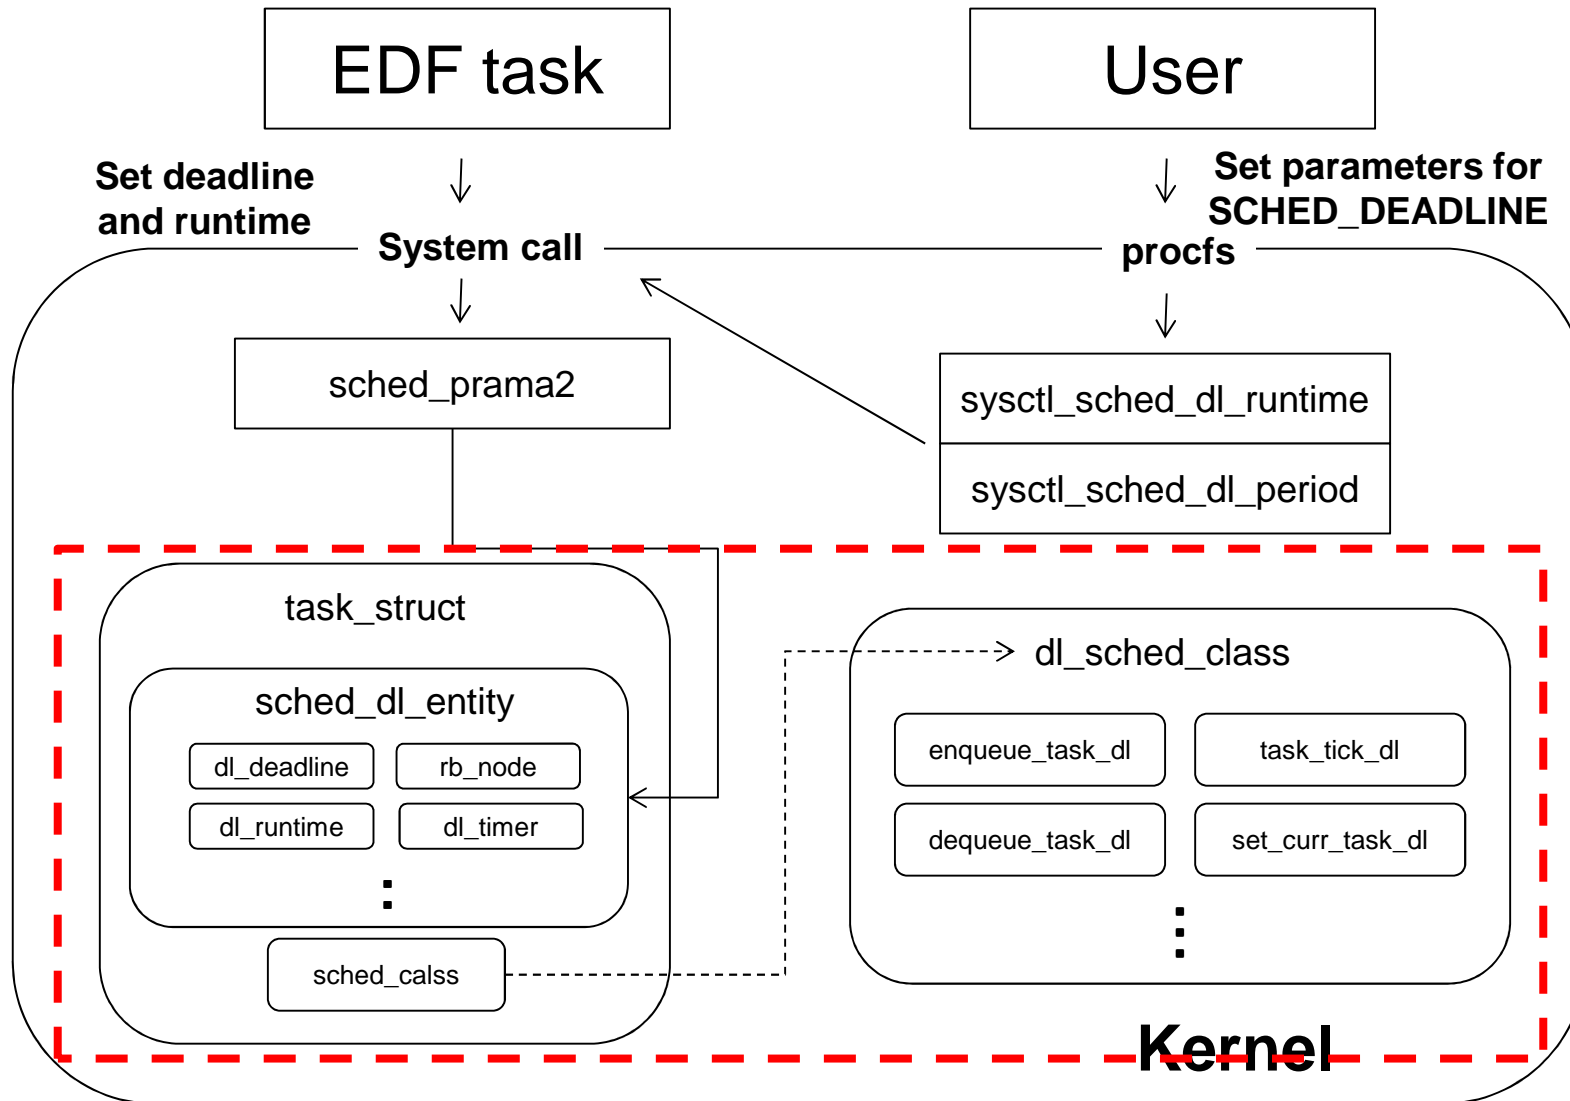 EDF task
User
Set deadline
and runtime
Set parameters for
SCHED_DEADLINE
System call
procfs
sched_prama2
sysctl_sched_dl_runtime
sysctl_sched_dl_period
task_struct
sched_dl_entity
dl_deadline
rb_node
dl_runtime
dl_timer
:
sched_calss
dl_sched_class
enqueue_task_dl
task_tick_dl
dequeue_task_dl
set_curr_task_dl
⋮
Kernel